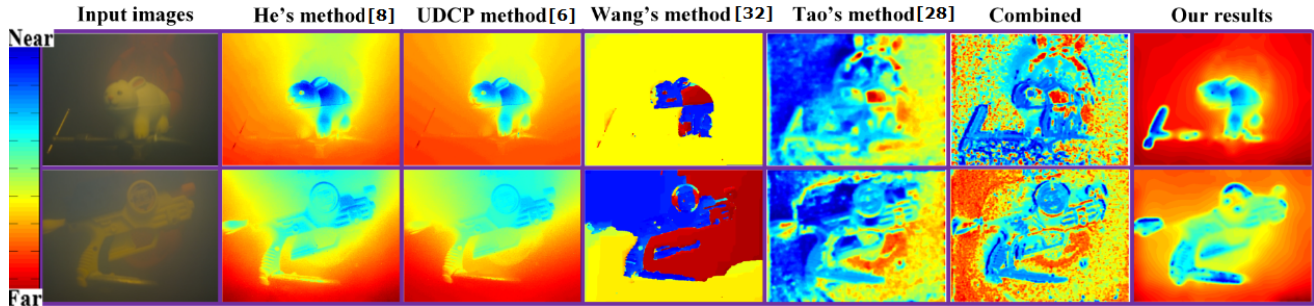 Input images He's method[8] UDCP method[6] Wang's method[32] Tao's method[28] Combined Our results
Near
Far